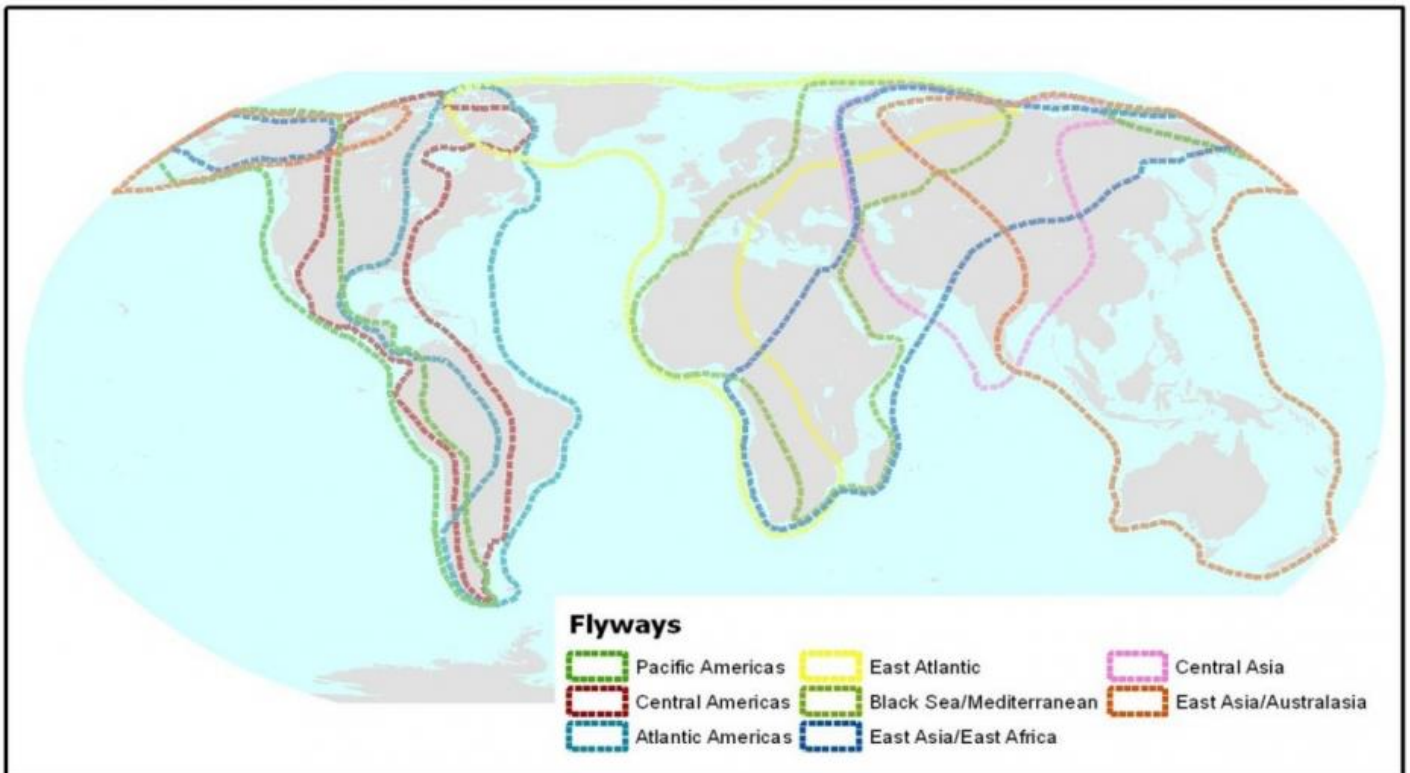 Flyways
Pacific Americas East Atlantic Central Asia
Central Americas Black Sea/Mediterranean East Asia/Australasia
Atlantic Americas East Asia/East Africa